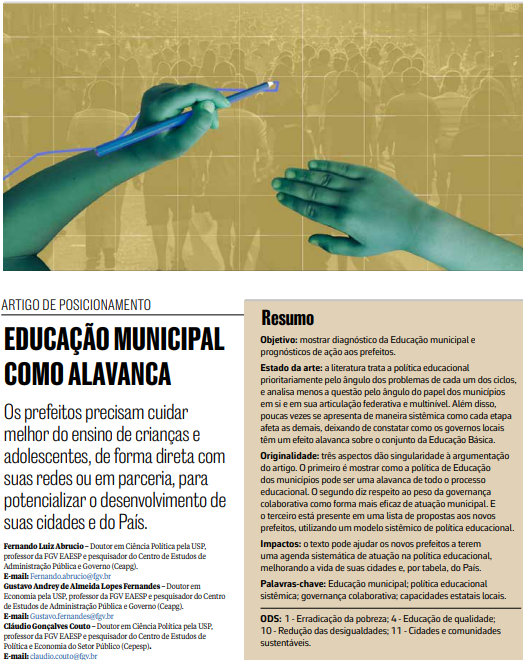 ARTIGO DE POSICIONAMENTO
EDUCAÇÃO MUNICIPAL
COMO ALAVANCA
Os prefeitos precisam cuidar
melhor do ensino de crianças e
adolescentes, de forma direta com
suas redes ou em parceria, para
potencializar o desenvolvimento de
suas cidades e do País.
Fernando Luiz Abrucio – Doutor em Ciência Política pela USP,
professor da FGV EAESP e pesquisador do Centro de Estudos de
Administração Pública e Governo (Ceapg).
E-mail: Fernando.abrucio@fgv.br
Gustavo Andrey de Almeida Lopes Fernandes – Doutor em
Economia pela USP, professor da FGV EAESP e pesquisador do Centro
de Estudos de Administração Pública e Governo (Ceapg).
E-mail: Gustavo.fernandes@fgv.br
Cláudio Gonçalves Couto – Doutor em Ciência Política pela USP,
professor da FGV EAESP e pesquisador do Centro de Estudos de
Política e Economia do Setor Público (Cepesp).
E-mail: claudio.couto@fgv.br
Resumo
Objetivo: mostrar diagnóstico da Educação municipal e
prognósticos de ação aos prefeitos.
Estado da arte: a literatura trata a política educacional
prioritariamente pelo ângulo dos problemas de cada um dos ciclos,
e analisa menos a questão pelo ângulo do papel dos municípios
em si e em sua articulação federativa e multinível. Além disso,
poucas vezes se apresenta de maneira sistêmica como cada etapa
afeta as demais, deixando de constatar como os governos locais
têm um efeito alavanca sobre o conjunto da Educação Básica.
Originalidade: três aspectos dão singularidade à argumentação
do artigo. O primeiro é mostrar como a política de Educação
dos municípios pode ser uma alavanca de todo o processo
educacional. O segundo diz respeito ao peso da governança
colaborativa como forma mais eficaz de atuação municipal. E
o terceiro está presente em uma lista de propostas aos novos
prefeitos, utilizando um modelo sistêmico de política educacional.
Impactos: o texto pode ajudar os novos prefeitos a terem
uma agenda sistemática de atuação na política educacional,
melhorando a vida de suas cidades e, por tabela, do País.
Palavras-chave: Educação municipal; política educacional
sistêmica; governança colaborativa; capacidades estatais locais.
ODS: 1 - Erradicação da pobreza; 4 - Educação de qualidade;
10 - Redução das desigualdades; 11 - Cidades e comunidades
sustentáveis.